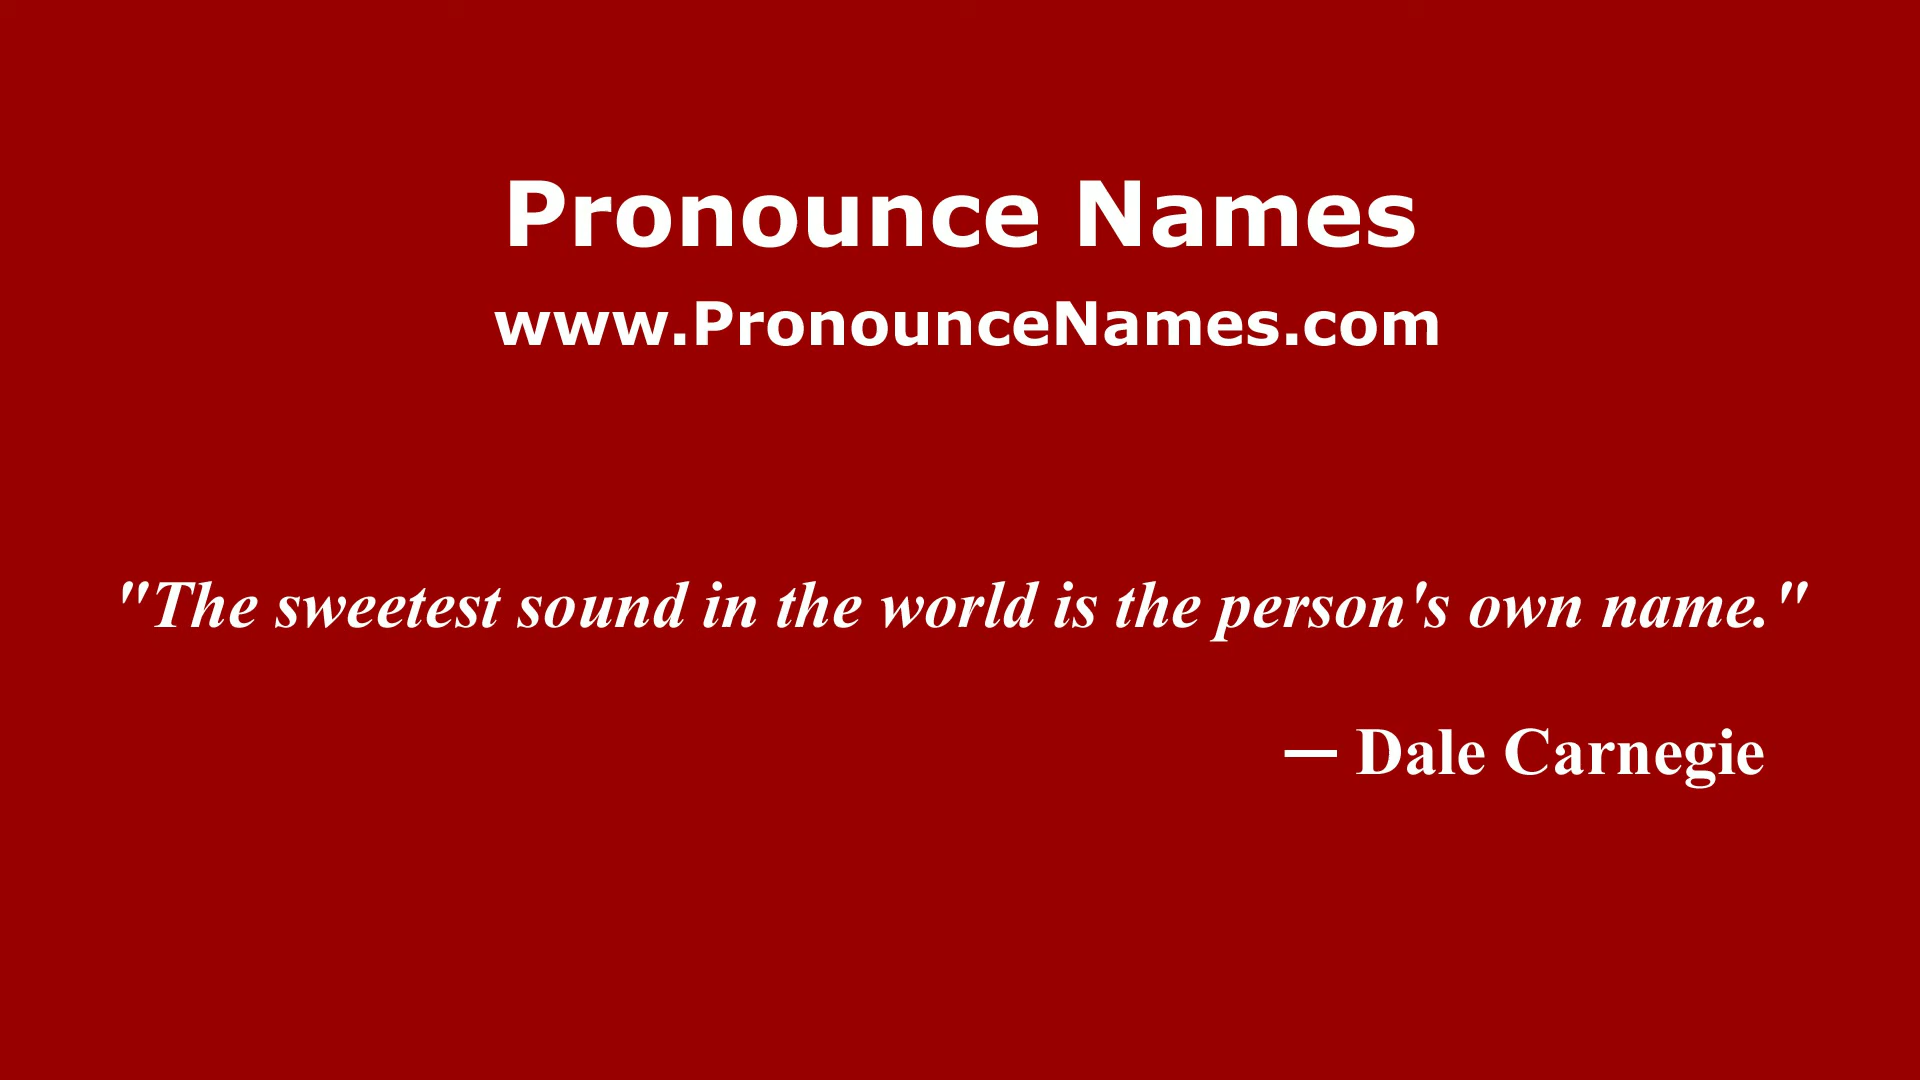 Pronounce Names
www.PronounceNames.com
"The sweetest sound in the world is the person's own name."
— Dale Carnegie